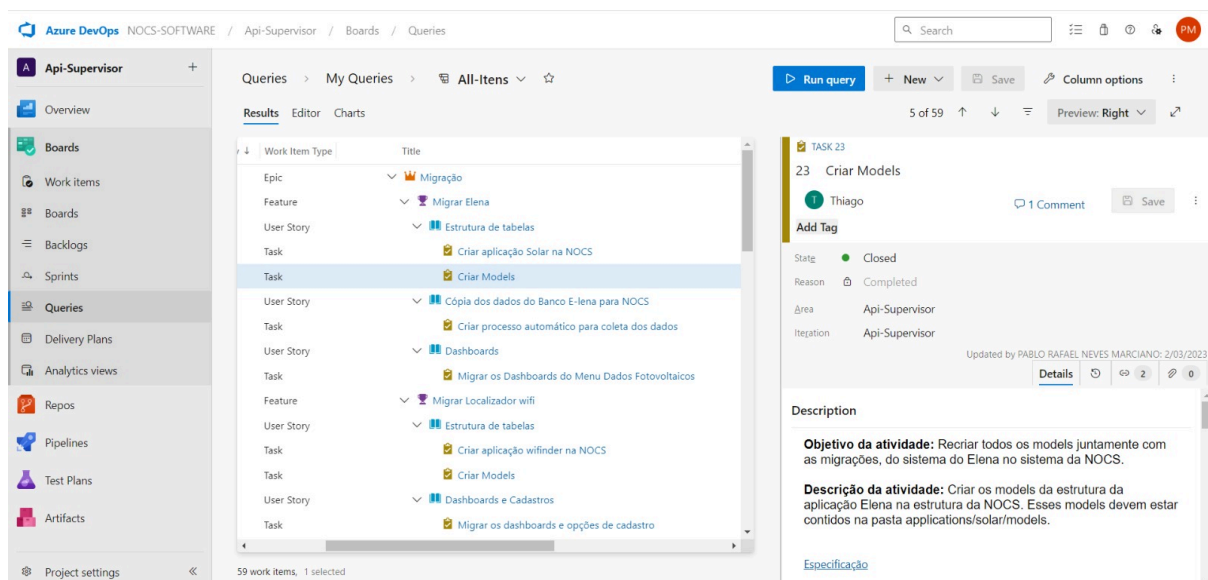 Azure DevOps NOCS-SOFTWARE / Api-Supervisor / Boards / Queries
Search
PM
A Api-Supervisor +
Overview
Boards
Work items
Boards
Backlogs
Sprints
Queries
Delivery Plans
Analytics views
Repos
Pipelines
Test Plans
Artifacts
Project settings
Queries > My Queries > All-Itens
Run query
+ New
Save
Column options
Results Editor Charts
5 of 59
Preview: Right
Work Item Type Title
Epic Migração
Feature Migrar Elena
User Story Estrutura de tabelas
Task Criar aplicação Solar na NOCS
Task Criar Models
User Story Cópia dos dados do Banco E-lena para NOCS
Task Criar processo automático para coleta dos dados
User Story Dashboards
Task Migrar os Dashboards do Menu Dados Fotovoltaicos
Feature Migrar Localizador wifi
User Story Estrutura de tabelas
Task Criar aplicação wifinder na NOCS
Task Criar Models
User Story Dashboards e Cadastros
Task Migrar os dashboards e opções de cadastro
59 work items, 1 selected
TASK 23
23 Criar Models
T Thiago
1 Comment
Save
Add Tag
State Closed
Reason Completed
Area Api-Supervisor
Iteration Api-Supervisor
Updated by PABLO RAFAEL NEVES MARCIANO: 2/03/2023
Details 2 0
Description
Objetivo da atividade: Recriar todos os models juntamente com
as migrações, do sistema do Elena no sistema da NOCS.
Descrição da atividade: Criar os models da estrutura da
aplicação Elena na estrutura da NOCS. Esses models devem estar
contidos na pasta applications/solar/models.
Especificação